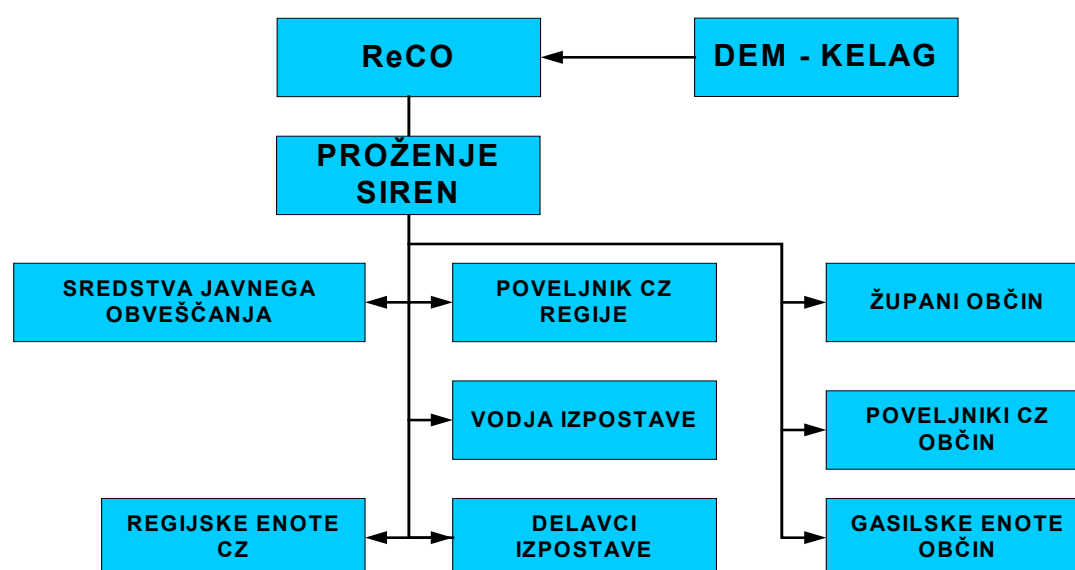 ReCO
DEM - KELAG
PROŽENJE
SIREN
SREDSTVA JAVNEGA
OBVEŠČANJA
POVELJNIK CZ
REGIJE
ŽUPANI OBČIN
VODJA IZPOSTAVE
POVELJNIKI CZ
OBČIN
REGIJSKE ENOTE
CZ
DELAVCI
IZPOSTAVE
GASILSKE ENOTE
OBČIN